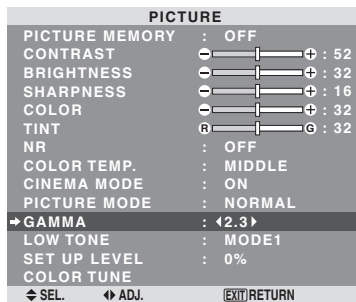 PICTURE
PICTURE MEMORY : OFF
CONTRAST : 52
BRIGHTNESS : 32
SHARPNESS : 16
COLOR : 32
TINT R G : 32
NR : OFF
COLOR TEMP. : MIDDLE
CINEMA MODE : ON
PICTURE MODE : NORMAL
GAMMA : 2.3
LOW TONE : MODE1
SET UP LEVEL : 0%
COLOR TUNE
SEL. ADJ. EXIT RETURN